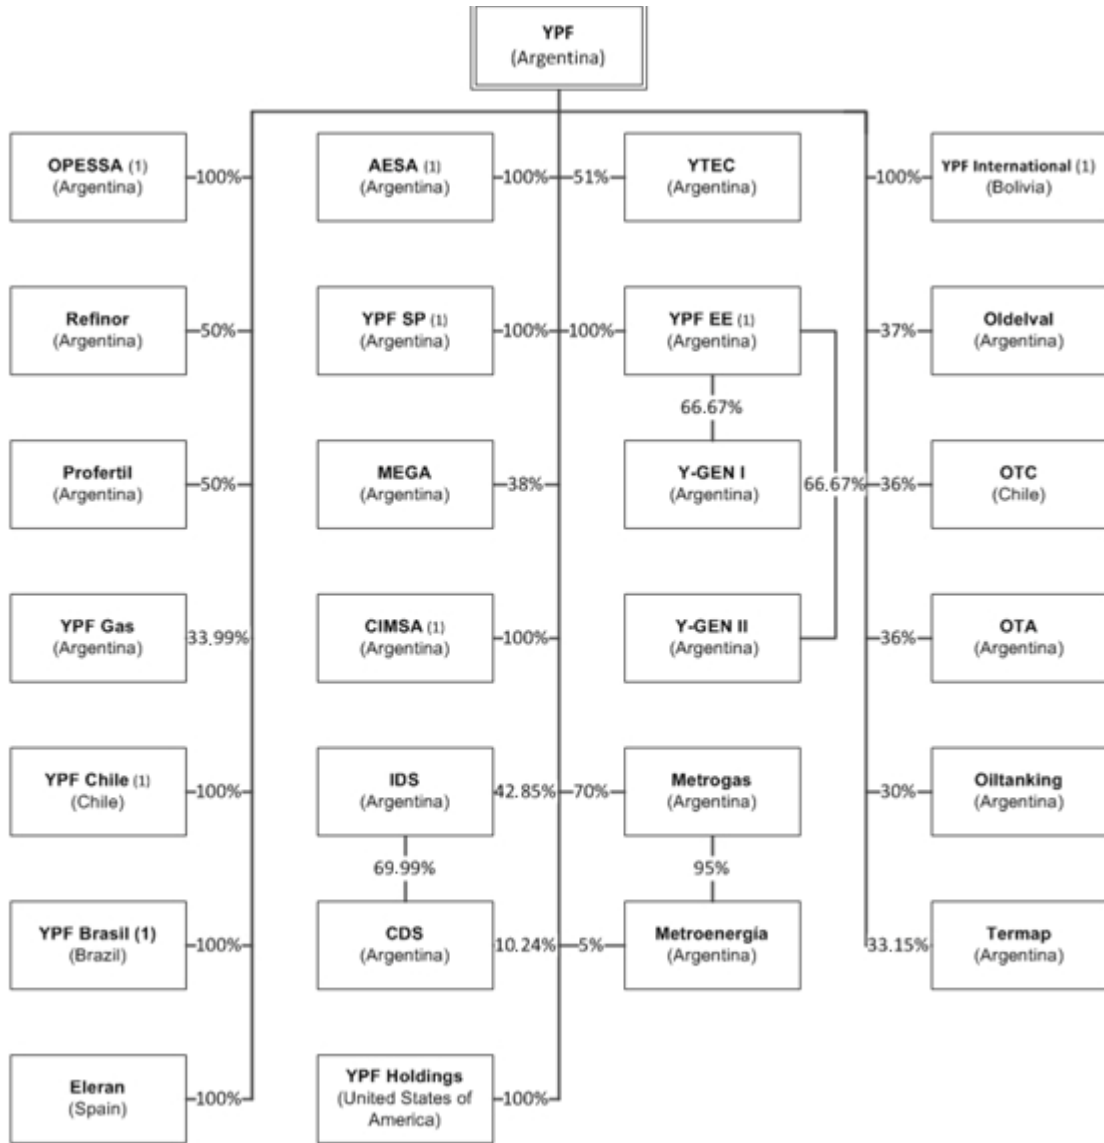 YPF
(Argentina)
OPESSA (1)
(Argentina)
100%
AESA (1)
(Argentina)
100%
51%
YTEC
(Argentina)
100%
YPF International (1)
(Bolivia)
Refinor
(Argentina)
50%
YPF SP (1)
(Argentina)
100%
100%
YPF EE (1)
(Argentina)
37%
Oldelval
(Argentina)
66.67%
Profertil
(Argentina)
50%
MEGA
(Argentina)
38%
Y-GEN I
(Argentina)
66.67%
36%
OTC
(Chile)
YPF Gas
(Argentina)
33.99%
CIMSA (1)
(Argentina)
100%
Y-GEN II
(Argentina)
36%
OTA
(Argentina)
YPF Chile (1)
(Chile)
100%
IDS
(Argentina)
42.85%
70%
Metrogas
(Argentina)
30%
Oiltanking
(Argentina)
69.99%
95%
YPF Brasil (1)
(Brazil)
100%
CDS
(Argentina)
10.24%
5%
Metroenergía
(Argentina)
33.15%
Termap
(Argentina)
Eleran
(Spain)
100%
YPF Holdings
(United States of
America)
100%